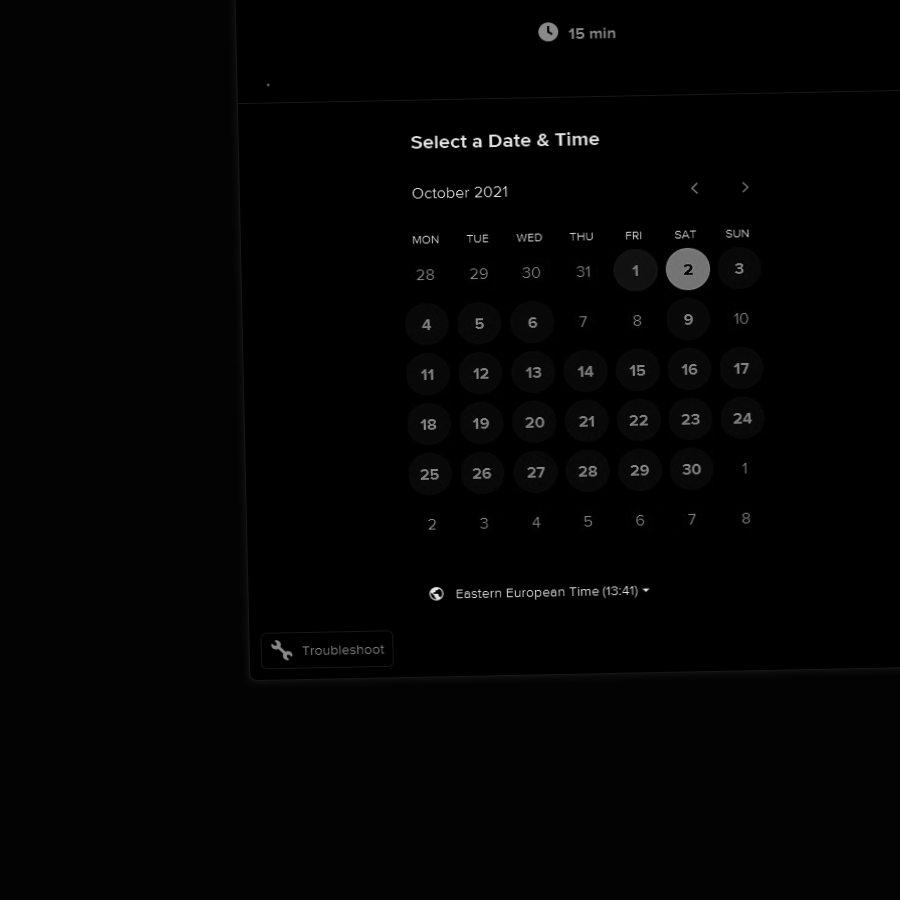 15 min
Select a Date & Time
October 2021
MON TUE WED THU FRI SAT SUN
28 29 30 31 1 2 3
4 5 6 7 8 9 10
11 12 13 14 15 16 17
18 19 20 21 22 23 24
25 26 27 28 29 30 1
2 3 4 5 6 7 8
Eastern European Time (13:41)
Troubleshoot